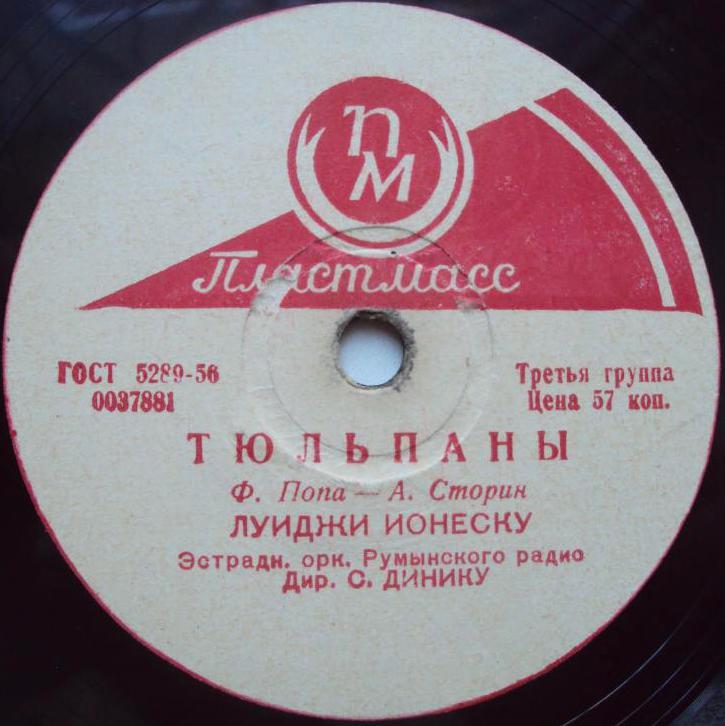 ПМ
Пластмасс
ГОСТ 5289-56
0037881
Третья группа
Цена 57 коп.
ТЮЛЬПАНЫ
Ф. Попа — А. Сторин
ЛУИДЖИ ИОНЕСКУ
Эстрадн. орк. Румынского радио
Дир. С. ДИНИКУ